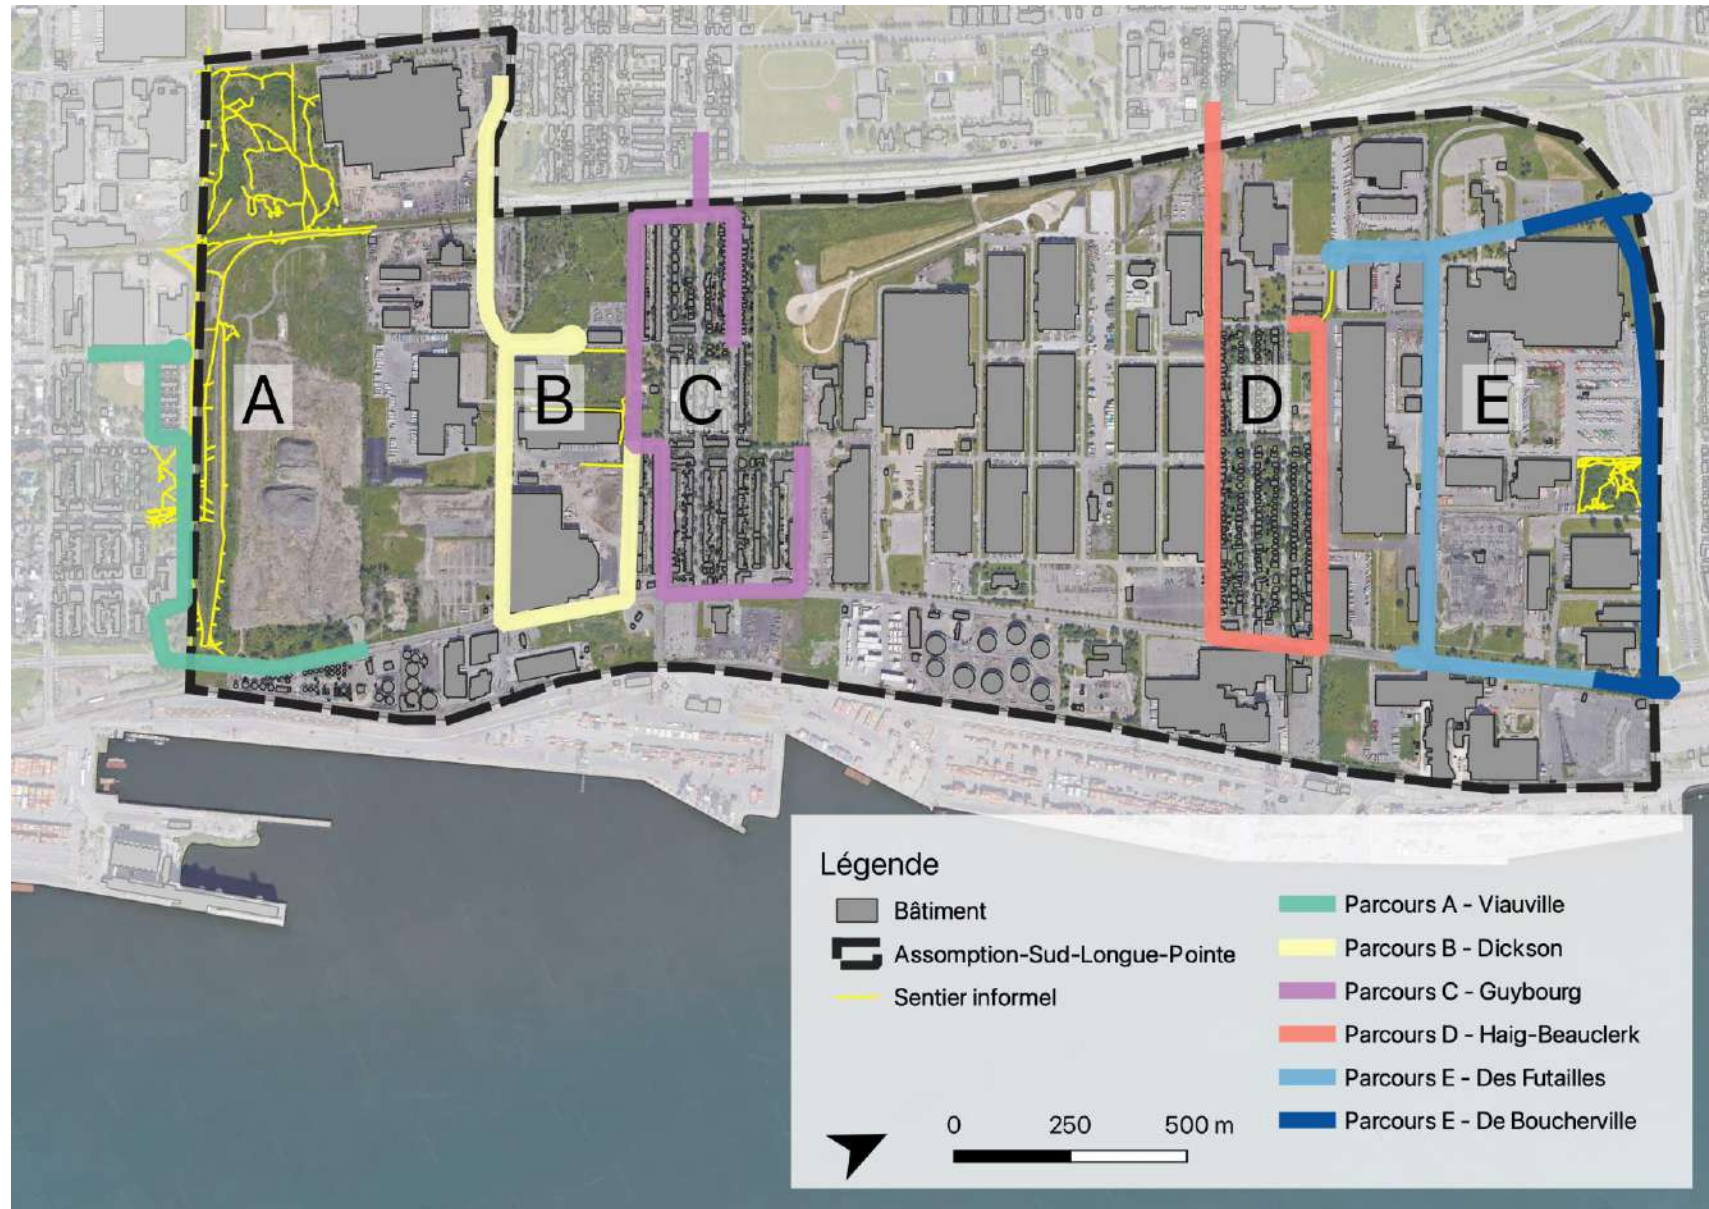 A
B
C
D
E
Légende
Bâtiment
Assomption-Sud-Longue-Pointe
Sentier informel
Parcours A - Viauville
Parcours B - Dickson
Parcours C - Guybourg
Parcours D - Haig-Beauclerk
Parcours E - Des Futailles
Parcours E - De Boucherville
0 250 500 m